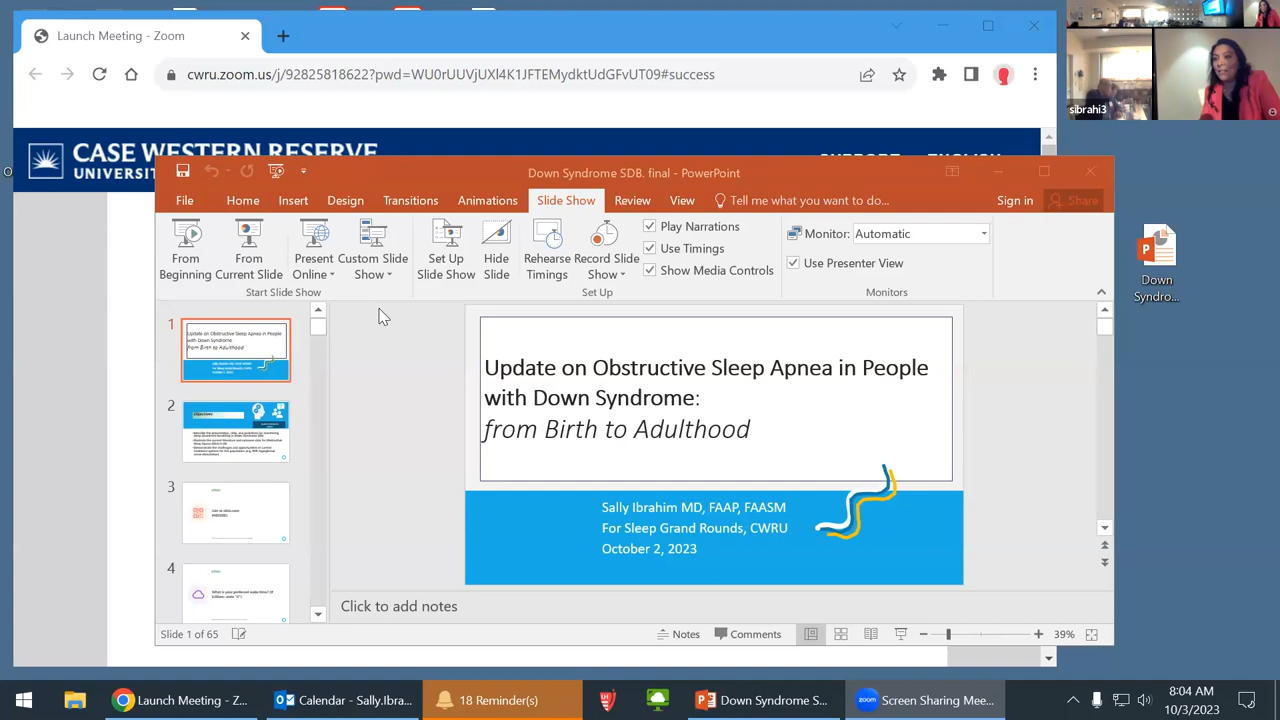 Launch Meeting - Zoom
cwru.zoom.us/j/92825818622?pwd=WU0rUUVjUXl4K1JFTEMydktUdGFvUT09#success
sibrahi3
CASE WESTERN RESERVE
Down Syndrome SDB. final - PowerPoint
File Home Insert Design Transitions Animations Slide Show Review View Tell me what you want to do... Sign in Share
From Beginning
From Current Slide
Present Online
Custom Slide Show
Set Up Slide Show
Hide Slide
Rehearse Timings
Record Slide Show
Play Narrations
Use Timings
Show Media Controls
Monitor: Automatic
Use Presenter View
Start Slide Show
Set Up
Monitors
1
2
3
4
Update on Obstructive Sleep Apnea in People
with Down Syndrome:
from Birth to Adulthood
Sally Ibrahim MD, FAAP, FAASM
For Sleep Grand Rounds, CWRU
October 2, 2023
Down
Syndro...
Click to add notes
Slide 1 of 65
Notes
Comments
39%
Launch Meeting - Z...
Calendar - Sally.Ibra...
18 Reminder(s)
Down Syndrome S...
Screen Sharing Mee...
8:04 AM
10/3/2023